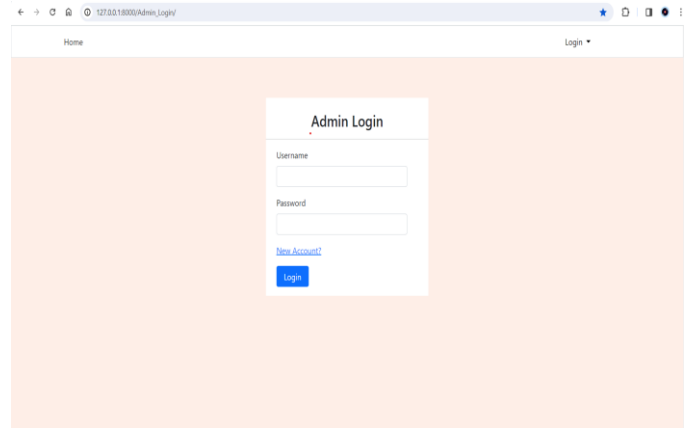 127.0.0.1:8000/Admin_Login/
Home Login
Admin Login
Username
Password
New Account?
Login